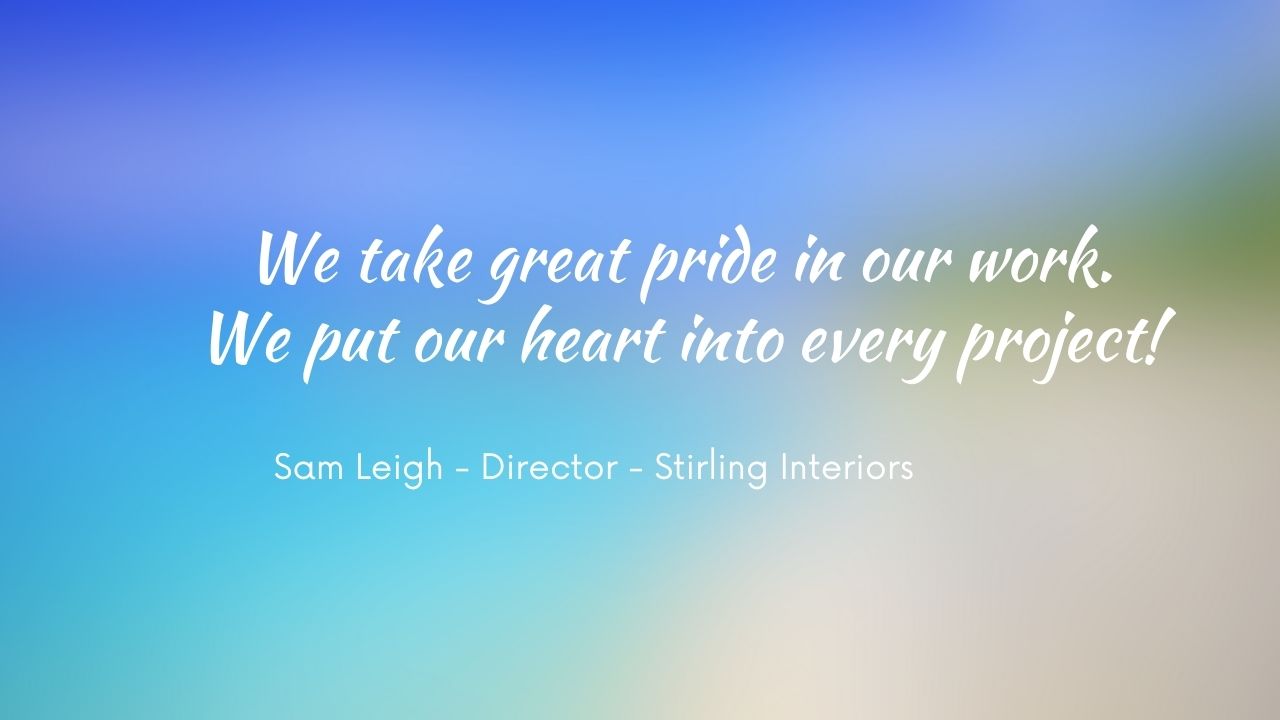 We take great pride in our work.
We put our heart into every project!
Sam Leigh - Director - Stirling Interiors